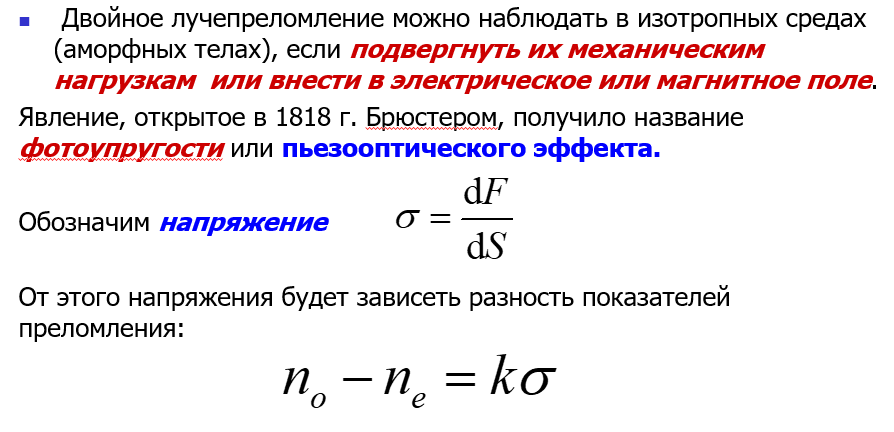 ▪ Двойное лучепреломление можно наблюдать в изотропных средах
(аморфных телах), если подвергнуть их механическим
нагрузкам или внести в электрическое или магнитное поле.
Явление, открытое в 1818 г. Брюстером, получило название
фотоупругости или пьезооптического эффекта.
Обозначим напряжение σ = dF/dS
От этого напряжения будет зависеть разность показателей
преломления:
nₒ − nₑ = kσ